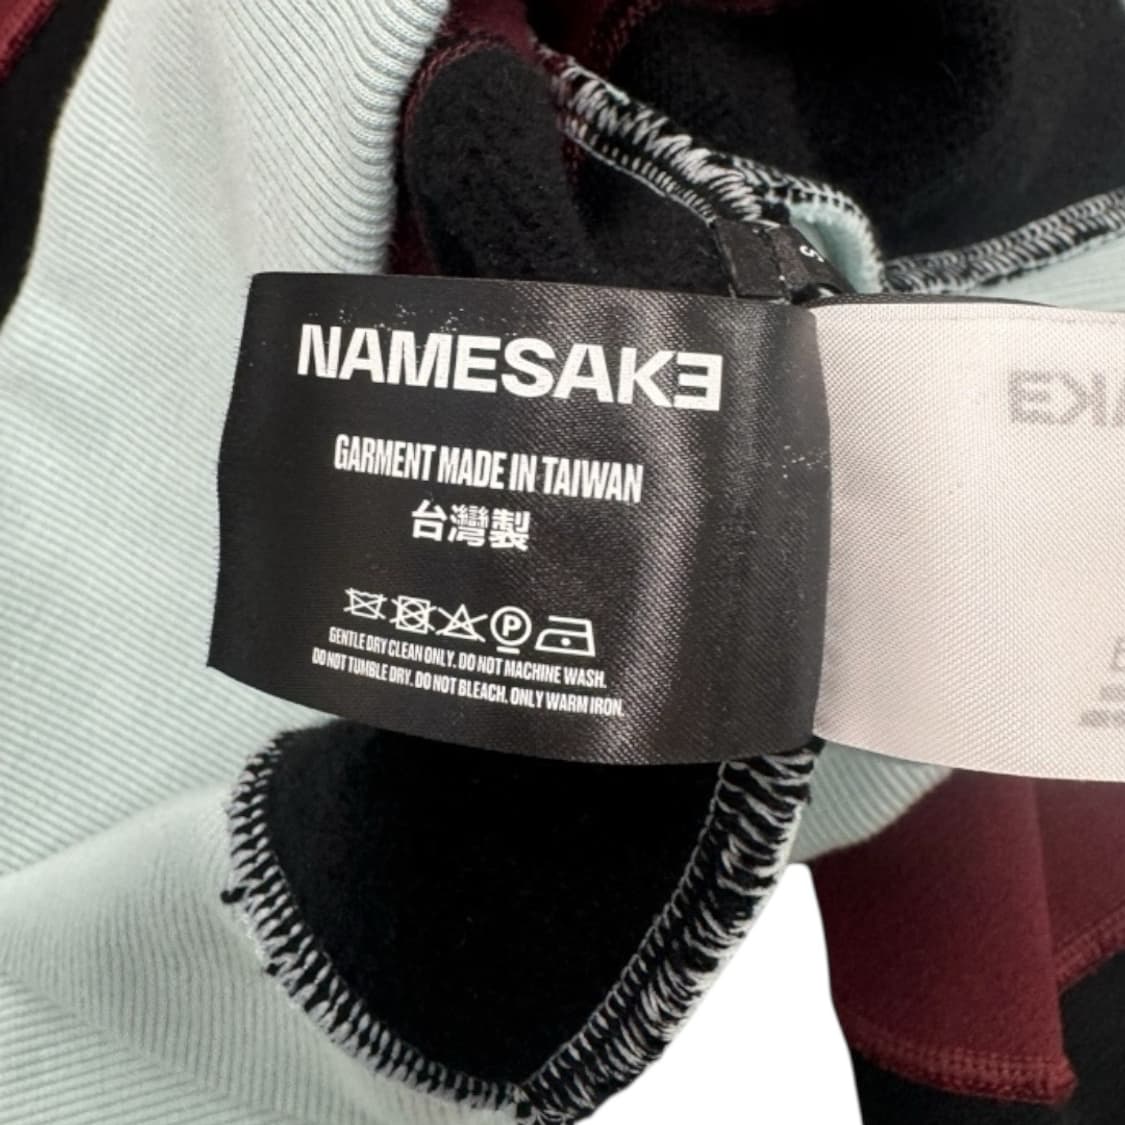 NAMESAKE
GARMENT MADE IN TAIWAN
台灣製
P
GENTLE DRY CLEAN ONLY. DO NOT MACHINE WASH.
DO NOT TUMBLE DRY. DO NOT BLEACH. ONLY WARM IRON.
S